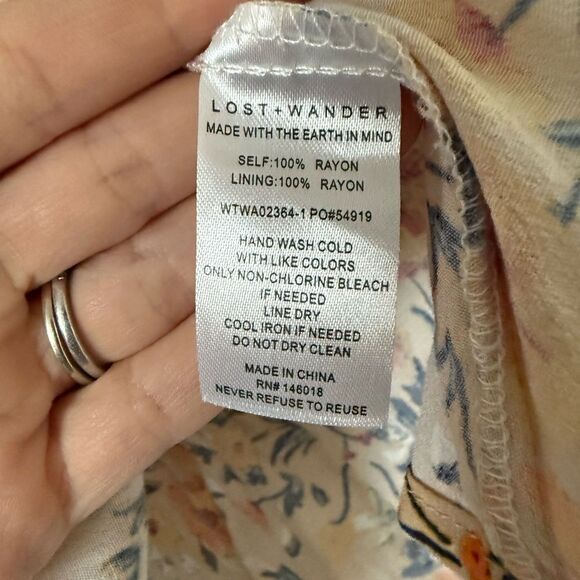 LOST+WANDER
MADE WITH THE EARTH IN MIND
SELF:100% RAYON
LINING:100% RAYON
WTWA02364-1 PO#54919
HAND WASH COLD
WITH LIKE COLORS
ONLY NON-CHLORINE BLEACH
IF NEEDED
LINE DRY
COOL IRON IF NEEDED
DO NOT DRY CLEAN
MADE IN CHINA
RN# 146018
NEVER REFUSE TO REUSE